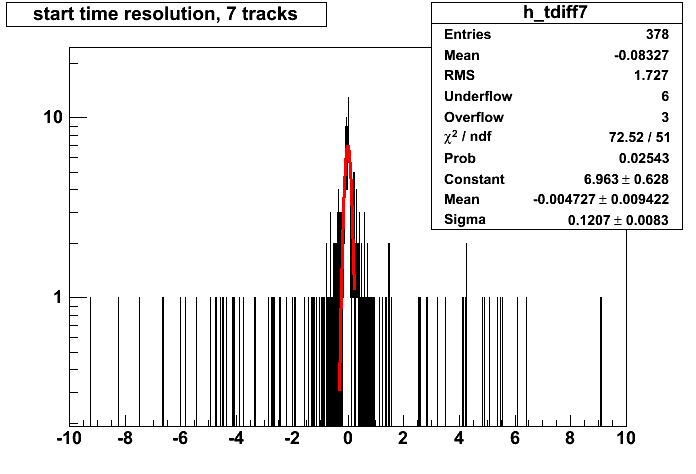 start time resolution, 7 tracks
h_tdiff7
Entries 378
Mean -0.08327
RMS 1.727
Underflow 6
Overflow 3
χ² / ndf 72.52 / 51
Prob 0.02543
Constant 6.963 ± 0.628
Mean -0.004727 ± 0.009422
Sigma 0.1207 ± 0.0083
10
1
-10 -8 -6 -4 -2 0 2 4 6 8 10